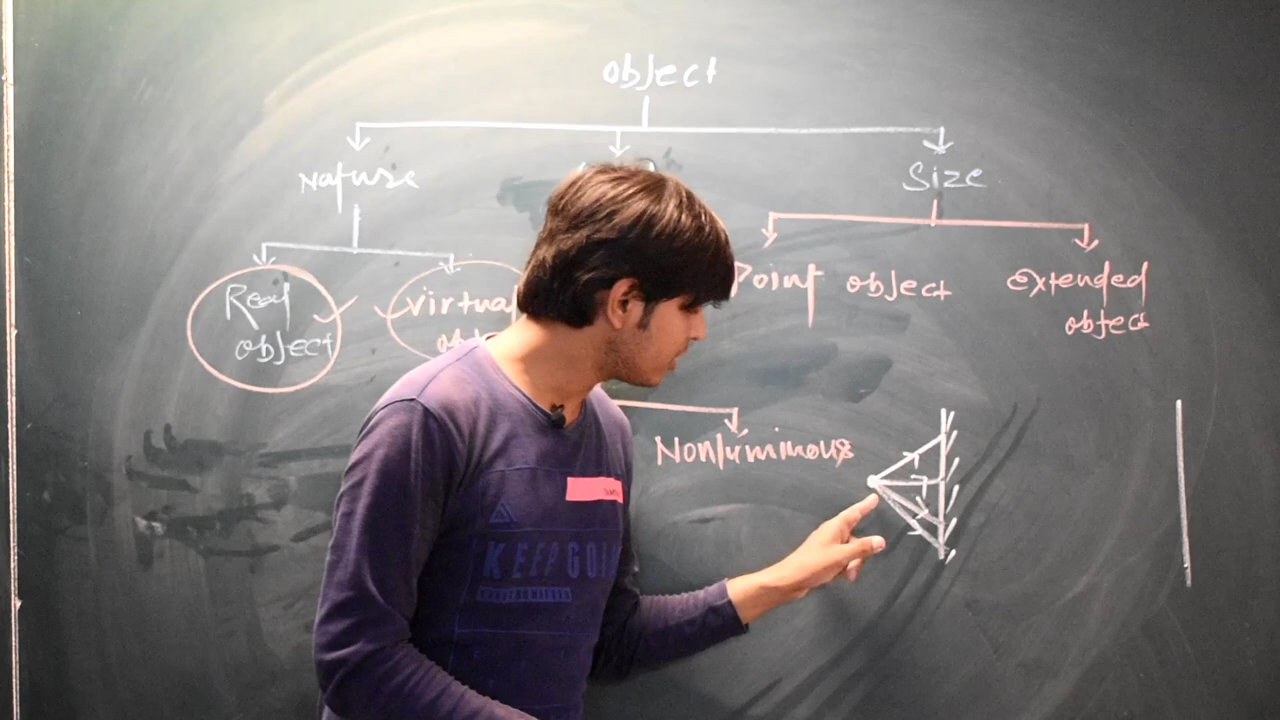 object
Nature
Size
Real
object
virtual
Point object
extended
object
Nonluminous
KEEP GOIN